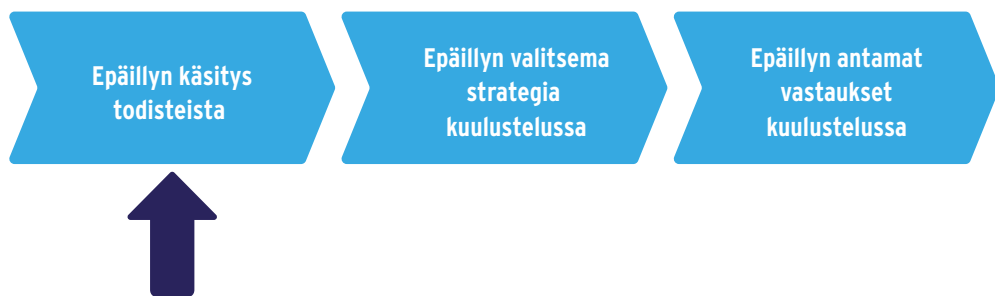 Epäillyn käsitys
todisteista
Epäillyn valitsema
strategia
kuulustelussa
Epäillyn antamat
vastaukset
kuulustelussa